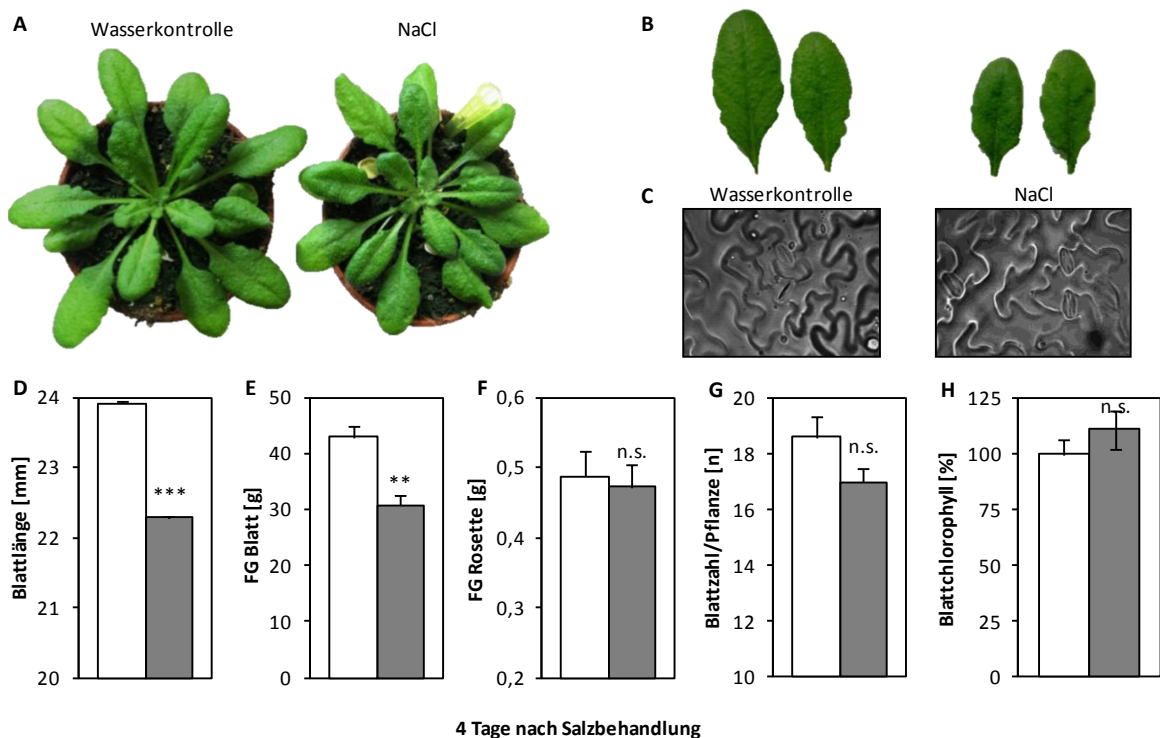 A
Wasserkontrolle
NaCl
B
C
Wasserkontrolle
NaCl
D
Blattlänge [mm]
24
23
22
21
20
***
E
FG Blatt [g]
50
40
30
20
10
0
**
F
FG Rosette [g]
0,6
0,5
0,4
0,3
0,2
n.s.
G
Blattzahl/Pflanze [n]
20
18
16
14
12
10
n.s.
H
Blattchlorophyll [%]
125
100
75
50
25
0
n.s.
4 Tage nach Salzbehandlung